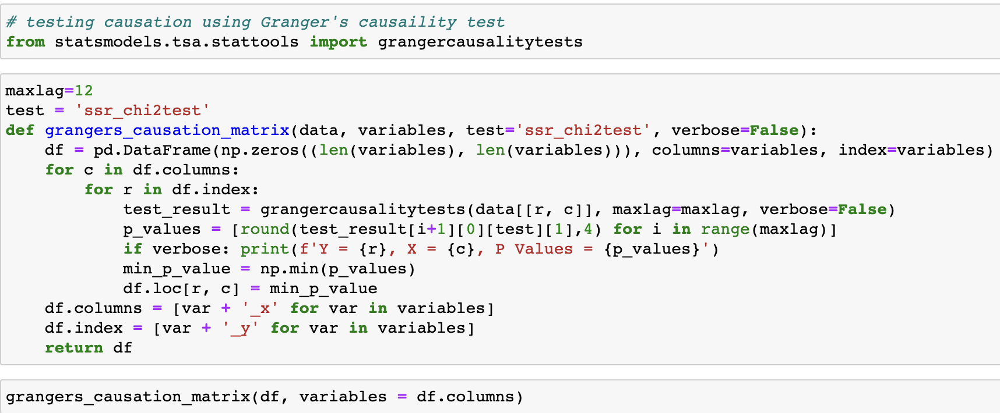 # testing causation using Granger's causaility test
from statsmodels.tsa.stattools import grangercausalitytests
maxlag=12
test = 'ssr_chi2test'
def grangers_causation_matrix(data, variables, test='ssr_chi2test', verbose=False):
    df = pd.DataFrame(np.zeros((len(variables), len(variables))), columns=variables, index=variables)
    for c in df.columns:
        for r in df.index:
            test_result = grangercausalitytests(data[[r, c]], maxlag=maxlag, verbose=False)
            p_values = [round(test_result[i+1][0][test][1],4) for i in range(maxlag)]
            if verbose: print(f'Y = {r}, X = {c}, P Values = {p_values}')
            min_p_value = np.min(p_values)
            df.loc[r, c] = min_p_value
    df.columns = [var + '_x' for var in variables]
    df.index = [var + '_y' for var in variables]
    return df
grangers_causation_matrix(df, variables = df.columns)